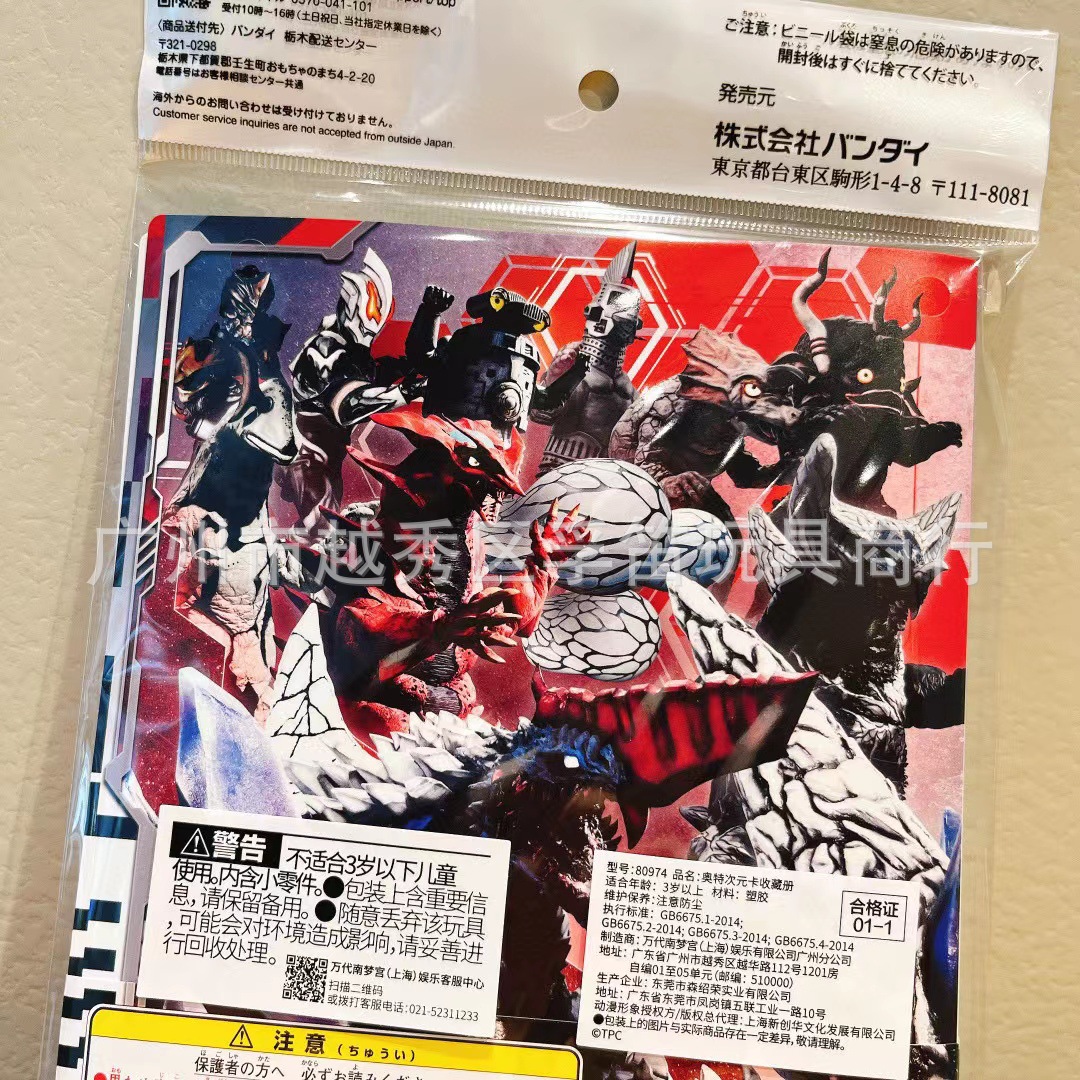 受付10時〜16時（土日祝日、当社指定休業日を除く）
〈商品送付先〉バンダイ 栃木配送センター
〒321-0298
栃木県下都賀郡壬生町おもちゃのまち4-2-20
電話番号はお客様相談センター共通
海外からのお問い合わせは受け付けておりません。
Customer service inquiries are not accepted from outside Japan.
ご注意：ビニール袋は窒息の危険がありますので、
開封後はすぐに捨ててください。
発売元
株式会社バンダイ
東京都台東区駒形1-4-8 〒111-8081
广州市越秀区学苗玩具商行
警告 不适合3岁以下儿童
使用。内含小零件。●包装上含重要信
息，请保留备用。●随意丢弃该玩具
，可能会对环境造成影响，请妥善进
行回收处理。
万代南梦宫（上海）娱乐客服中心
扫描二维码
或拨打客服电话：021-52311233
型号：80974 品名：奥特次元卡收藏册
适合年龄：3岁以上 材料：塑胶
维护保养：注意防尘
执行标准：GB6675.1-2014;
GB6675.2-2014; GB6675.3-2014; GB6675.4-2014
制造商：万代南梦宫（上海）娱乐有限公司广州分公司
地址：广东省广州市越秀区越华路112号1201房
自编01至05单元（邮编：510000）
生产企业：东莞市森绍荣实业有限公司
地址：广东省东莞市凤岗镇五联工业一路10号
动漫形象授权方/版权总代理：上海新创华文化发展有限公司
●包装上的图片与实际商品存在一定差异，敬请理解。
©TPC
合格证
01-1
注意（ちゅうい）
保護者の方へ 必ずお読みくだ